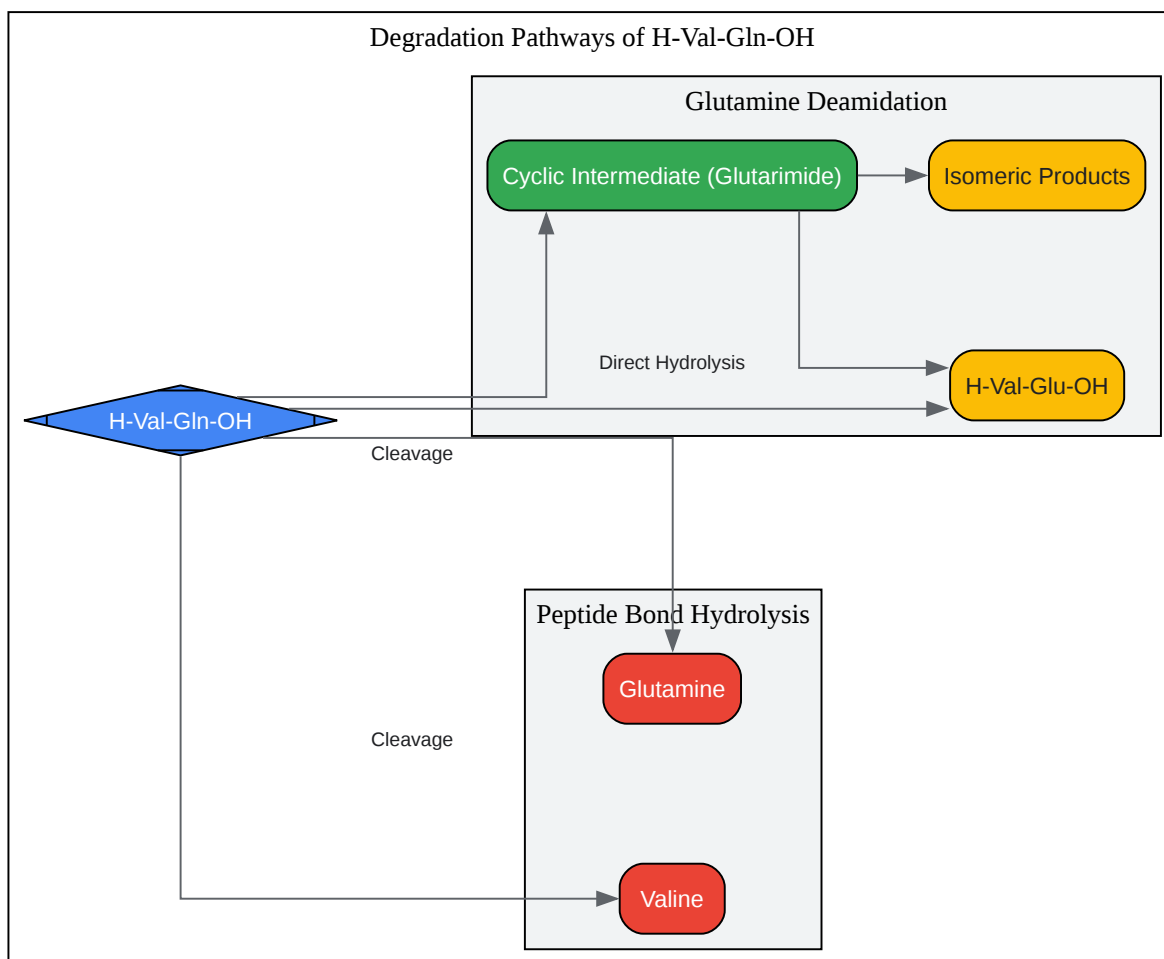 Degradation Pathways of H-Val-Gln-OH
Glutamine Deamidation
Cyclic Intermediate (Glutarimide)
Isomeric Products
Direct Hydrolysis
H-Val-Glu-OH
H-Val-Gln-OH
Cleavage
Peptide Bond Hydrolysis
Glutamine
Cleavage
Valine